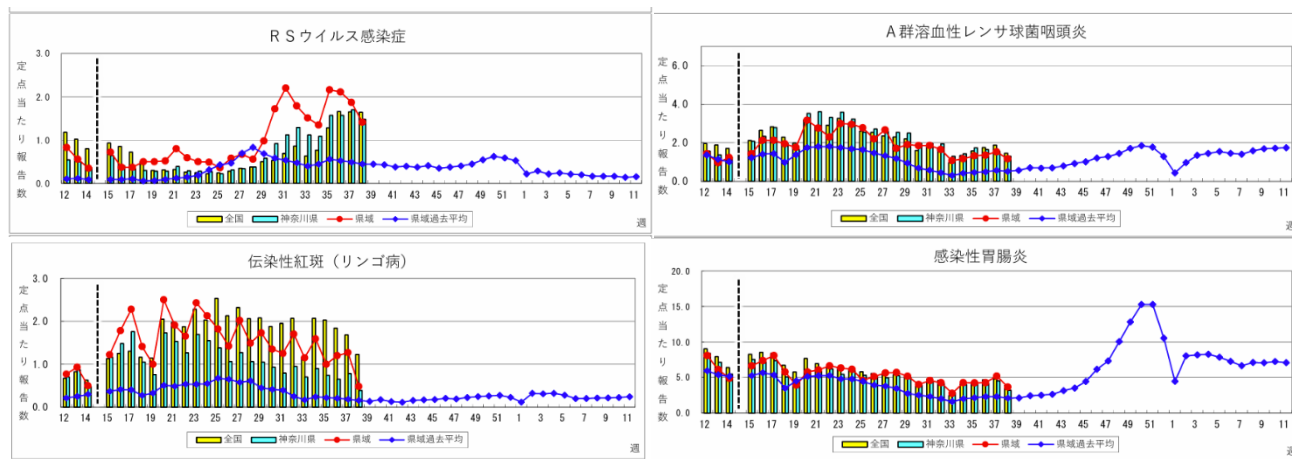 ＲＳウイルス感染症
定点当たり報告数
3.0
2.0
1.0
0.0
12 14 15 17 19 21 23 25 27 29 31 33 35 37 39 41 43 45 47 49 51 1 3 5 7 9 11
週
全国 神奈川県 県域 県域過去平均
Ａ群溶血性レンサ球菌咽頭炎
定点当たり報告数
6.0
4.0
2.0
0.0
12 14 15 17 19 21 23 25 27 29 31 33 35 37 39 41 43 45 47 49 51 1 3 5 7 9 11
週
全国 神奈川県 県域 県域過去平均
伝染性紅斑（リンゴ病）
定点当たり報告数
3.0
2.0
1.0
0.0
12 14 15 17 19 21 23 25 27 29 31 33 35 37 39 41 43 45 47 49 51 1 3 5 7 9 11
週
全国 神奈川県 県域 県域過去平均
感染性胃腸炎
定点当たり報告数
20.0
15.0
10.0
5.0
0.0
12 14 15 17 19 21 23 25 27 29 31 33 35 37 39 41 43 45 47 49 51 1 3 5 7 9 11
週
全国 神奈川県 県域 県域過去平均